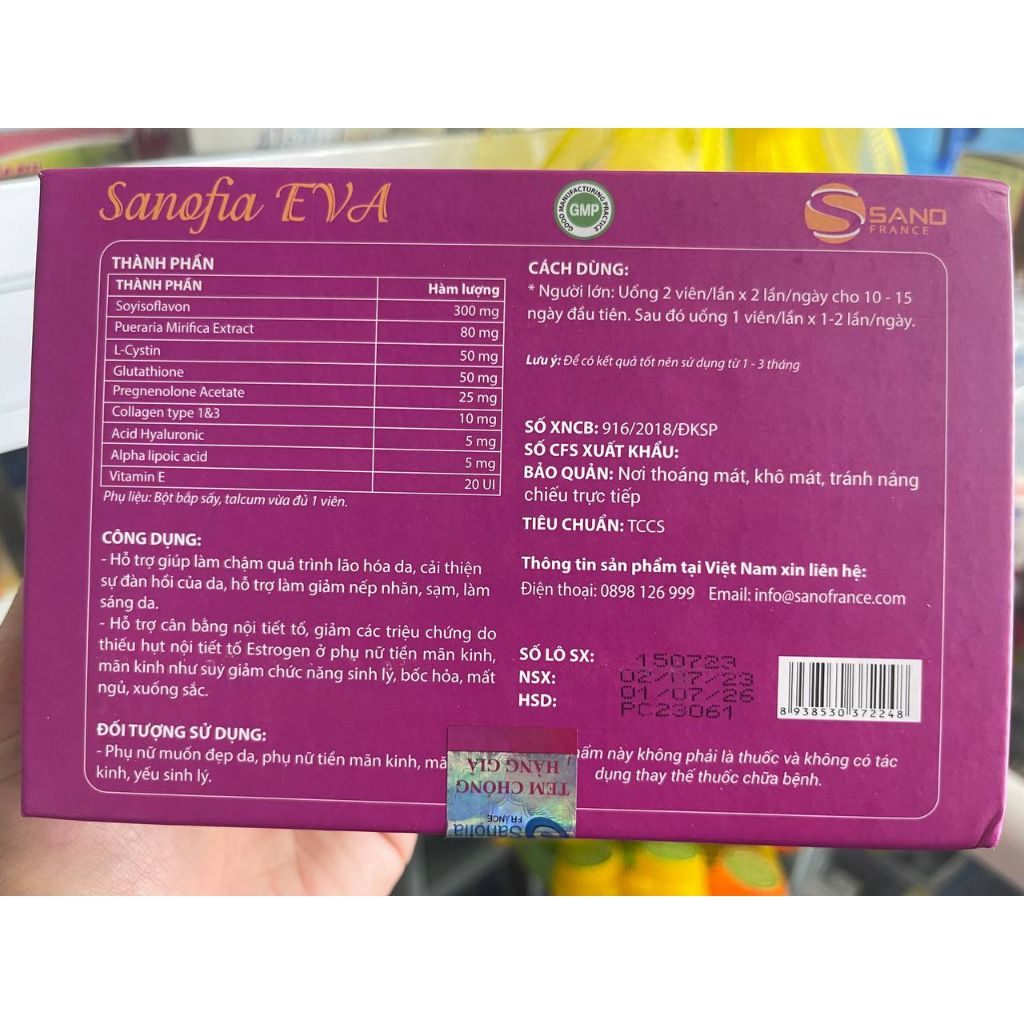 Sanofia EVA
GOOD MANUFACTURING PRACTICE
GMP
SANO
FRANCE
THÀNH PHẦN
THÀNH PHẦN Hàm lượng
Soyisoflavon 300 mg
Pueraria Mirifica Extract 80 mg
L-Cystin 50 mg
Glutathione 50 mg
Pregnenolone Acetate 25 mg
Collagen type 1&3 10 mg
Acid Hyaluronic 5 mg
Alpha lipoic acid 5 mg
Vitamin E 20 UI
Phụ liệu: Bột bắp sấy, talcum vừa đủ 1 viên.
CÔNG DỤNG:
- Hỗ trợ giúp làm chậm quá trình lão hóa da, cải thiện
sự đàn hồi của da, hỗ trợ làm giảm nếp nhăn, sạm, làm
sáng da.
- Hỗ trợ cân bằng nội tiết tố, giảm các triệu chứng do
thiếu hụt nội tiết tố Estrogen ở phụ nữ tiền mãn kinh,
mãn kinh như suy giảm chức năng sinh lý, bốc hỏa, mất
ngủ, xuống sắc.
ĐỐI TƯỢNG SỬ DỤNG:
- Phụ nữ muốn đẹp da, phụ nữ tiền mãn kinh, mã
kinh, yếu sinh lý.
CÁCH DÙNG:
* Người lớn: Uống 2 viên/lần x 2 lần/ngày cho 10 - 15
ngày đầu tiên. Sau đó uống 1 viên/lần x 1-2 lần/ngày.
Lưu ý: Để có kết quả tốt nên sử dụng từ 1 - 3 tháng
SỐ XNCB: 916/2018/ĐKSP
SỐ CFS XUẤT KHẨU:
BẢO QUẢN: Nơi thoáng mát, khô mát, tránh nắng
chiếu trực tiếp
TIÊU CHUẨN: TCCS
Thông tin sản phẩm tại Việt Nam xin liên hệ:
Điện thoại: 0898 126 999 Email: info@sanofrance.com
SỐ LÔ SX: 150723
NSX: 02/07/23
HSD: 01/07/26
PC23061
8 938530 372248
ẩm này không phải là thuốc và không có tác
dụng thay thế thuốc chữa bệnh.
TEM CHỐNG
HÀNG GIẢ
Sanofia
FRANCE